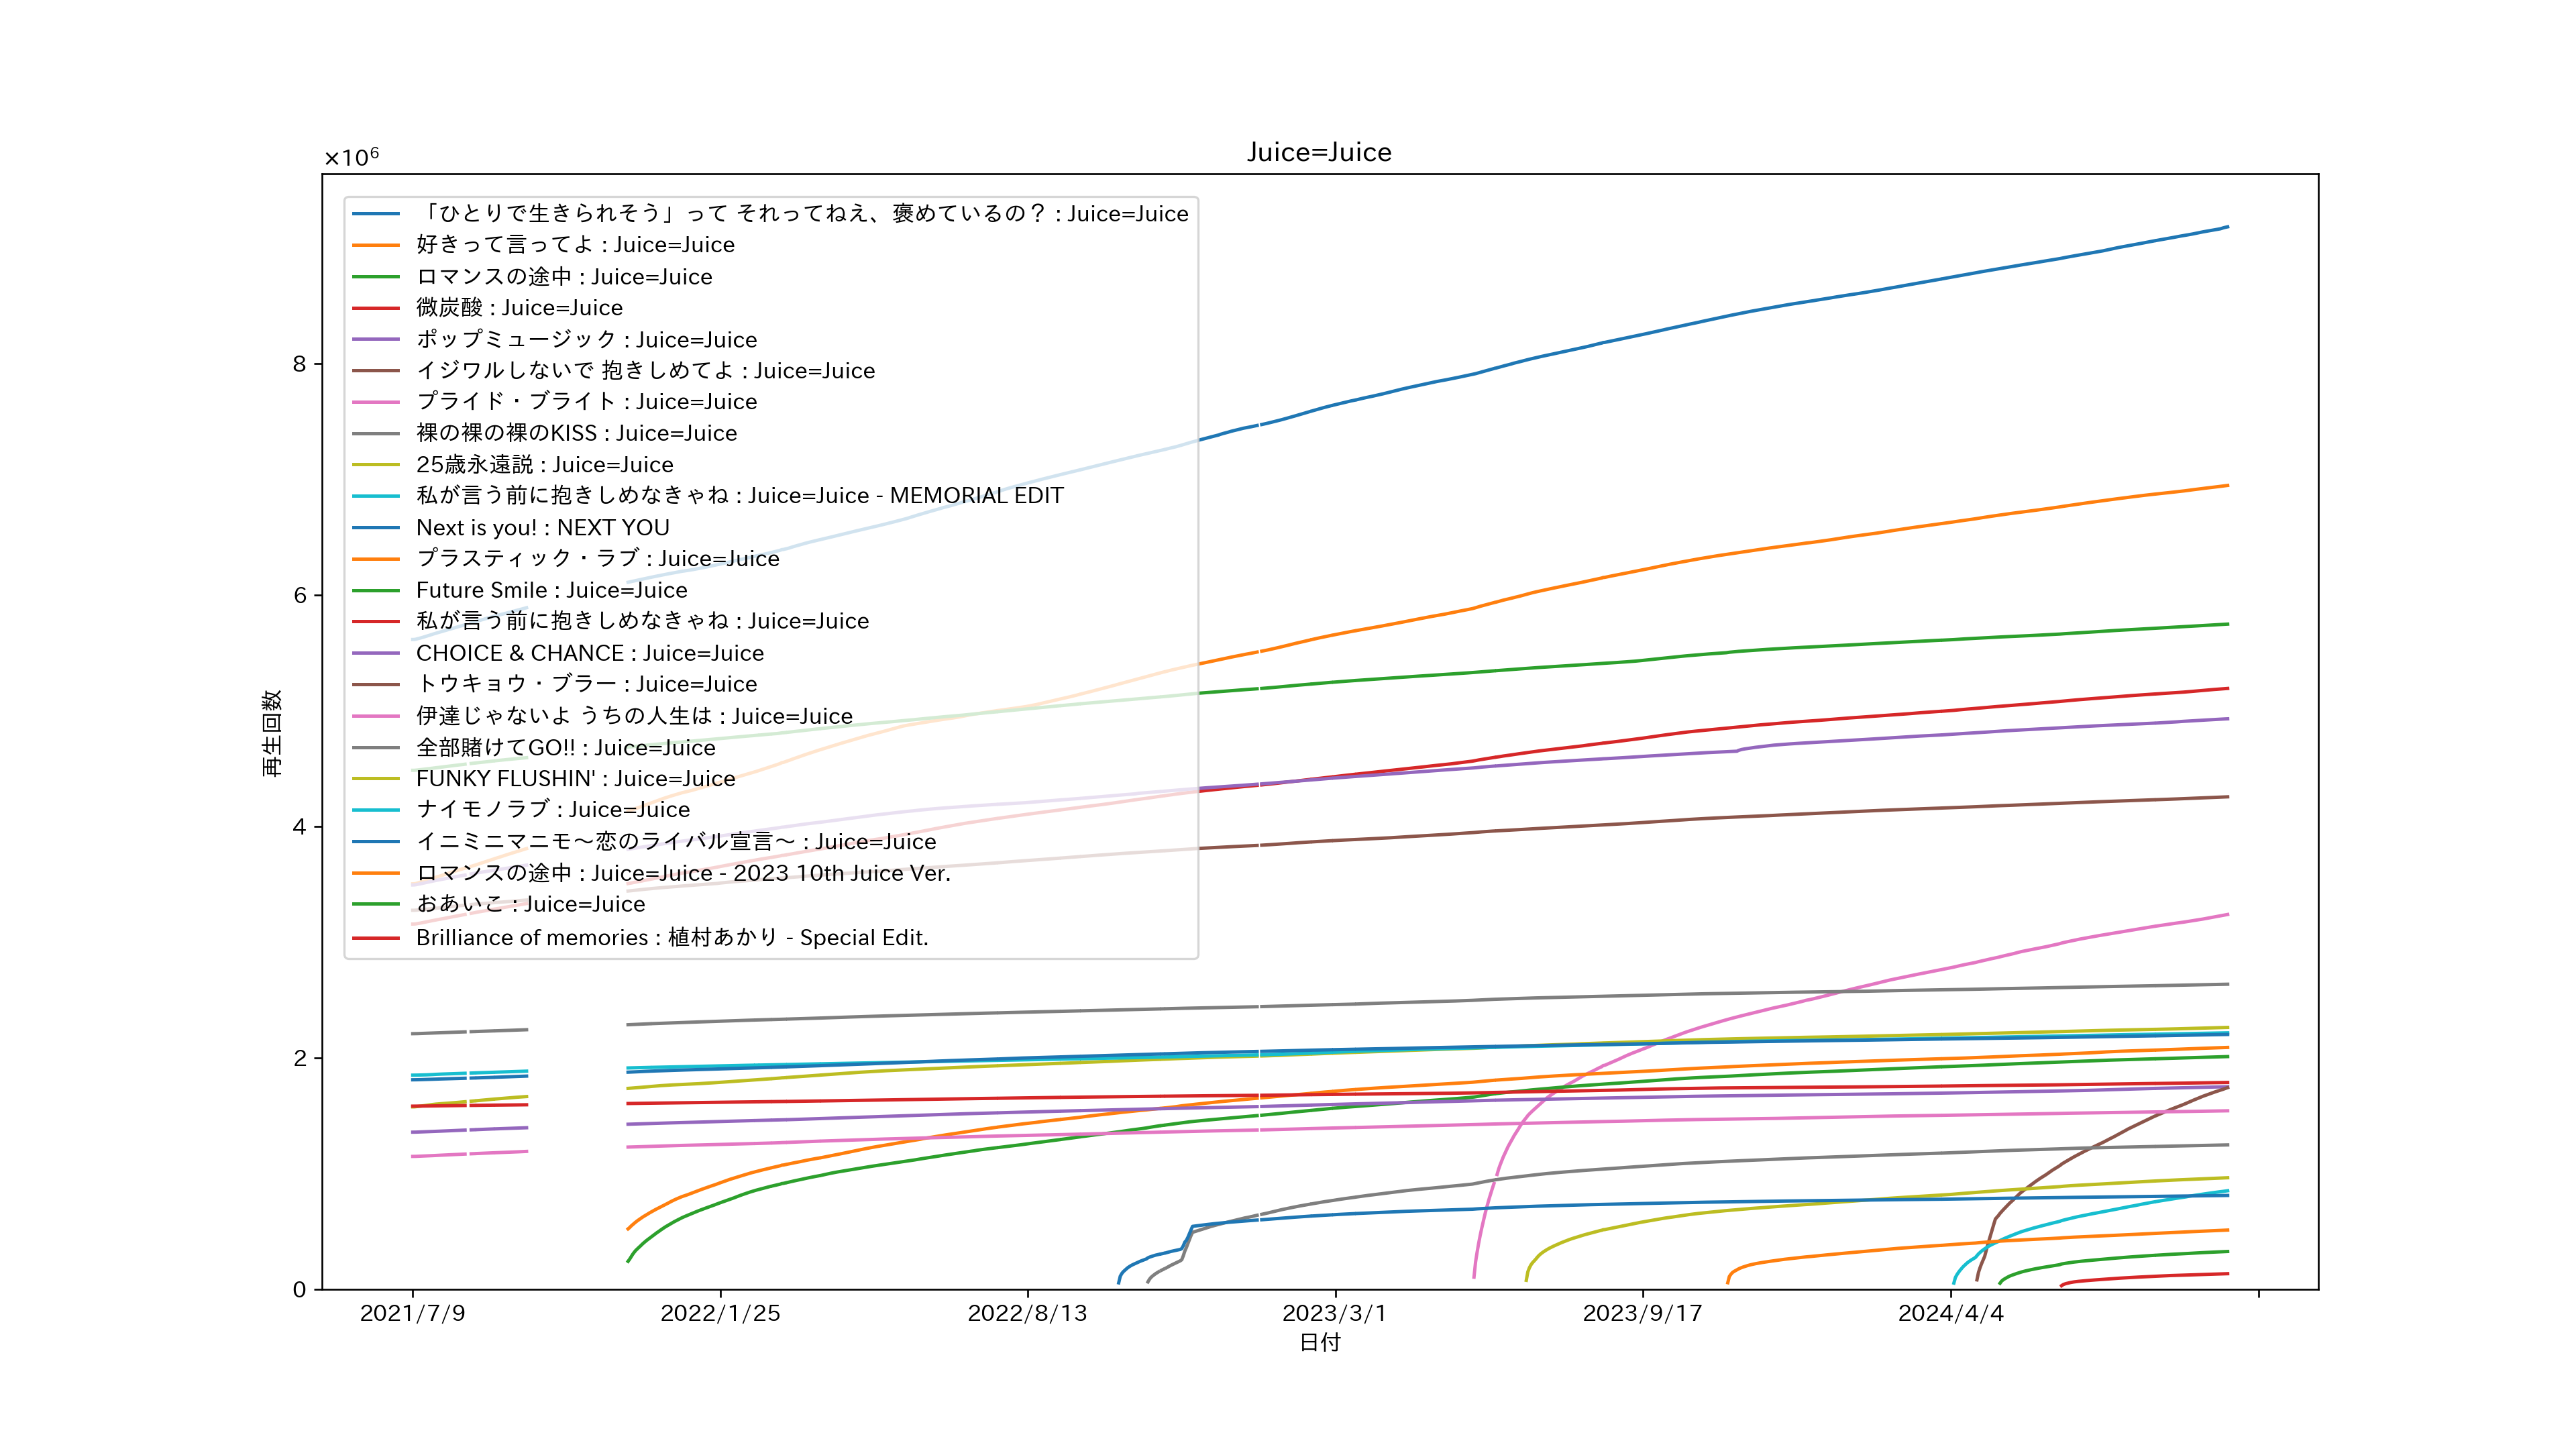 Juice=Juice
×10⁶
「ひとりで生きられそう」って それってねえ、褒めているの？ : Juice=Juice
好きって言ってよ : Juice=Juice
ロマンスの途中 : Juice=Juice
微炭酸 : Juice=Juice
ポップミュージック : Juice=Juice
イジワルしないで 抱きしめてよ : Juice=Juice
プライド・ブライト : Juice=Juice
裸の裸の裸のKISS : Juice=Juice
25歳永遠説 : Juice=Juice
私が言う前に抱きしめなきゃね : Juice=Juice - MEMORIAL EDIT
Next is you! : NEXT YOU
プラスティック・ラブ : Juice=Juice
Future Smile : Juice=Juice
私が言う前に抱きしめなきゃね : Juice=Juice
CHOICE & CHANCE : Juice=Juice
トウキョウ・ブラー : Juice=Juice
伊達じゃないよ うちの人生は : Juice=Juice
全部賭けてGO!! : Juice=Juice
FUNKY FLUSHIN' : Juice=Juice
ナイモノラブ : Juice=Juice
イニミニマニモ～恋のライバル宣言～ : Juice=Juice
ロマンスの途中 : Juice=Juice - 2023 10th Juice Ver.
おあいこ : Juice=Juice
Brilliance of memories : 植村あかり - Special Edit.
8
6
4
2
0
再生回数
2021/7/9
2022/1/25
2022/8/13
2023/3/1
2023/9/17
2024/4/4
日付